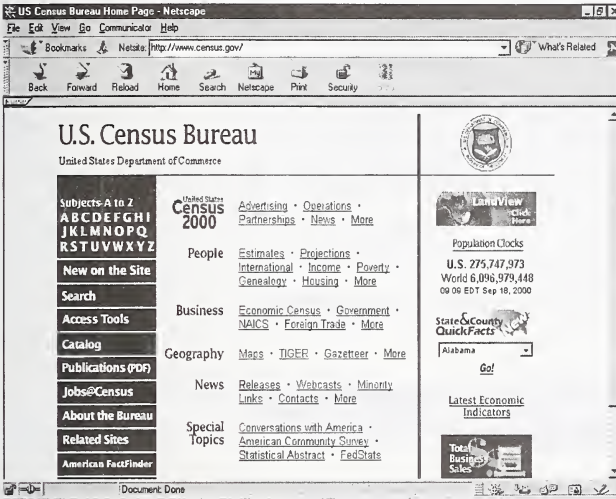 US Census Bureau Home Page - Netscape
File Edit View Go Communicator Help
Bookmarks Netsite: http://www.census.gov/ What's Related
Back Forward Reload Home Search Netscape Print Security
U.S. Census Bureau
United States Department of Commerce
Subjects A to Z
A B C D E F G H I
J K L M N O P Q
R S T U V W X Y Z
New on the Site
Search
Access Tools
Catalog
Publications (PDF)
Jobs@Census
About the Bureau
Related Sites
American FactFinder
United States
Census
2000
Advertising · Operations ·
Partnerships · News · More
People
Estimates · Projections ·
International · Income · Poverty ·
Genealogy · Housing · More
Business
Economic Census · Government ·
NAICS · Foreign Trade · More
Geography
Maps · TIGER · Gazetteer · More
News
Releases · Webcasts · Minority
Links · Contacts · More
Special
Topics
Conversations with America ·
American Community Survey ·
Statistical Abstract · FedStats
LandView
Click
Here
Population Clocks
U.S. 275,747,973
World 6,096,979,448
09:09 EDT Sep 18, 2000
State & County
QuickFacts
Alabama
Go!
Latest Economic
Indicators
Total
Business
Sales
Document: Done